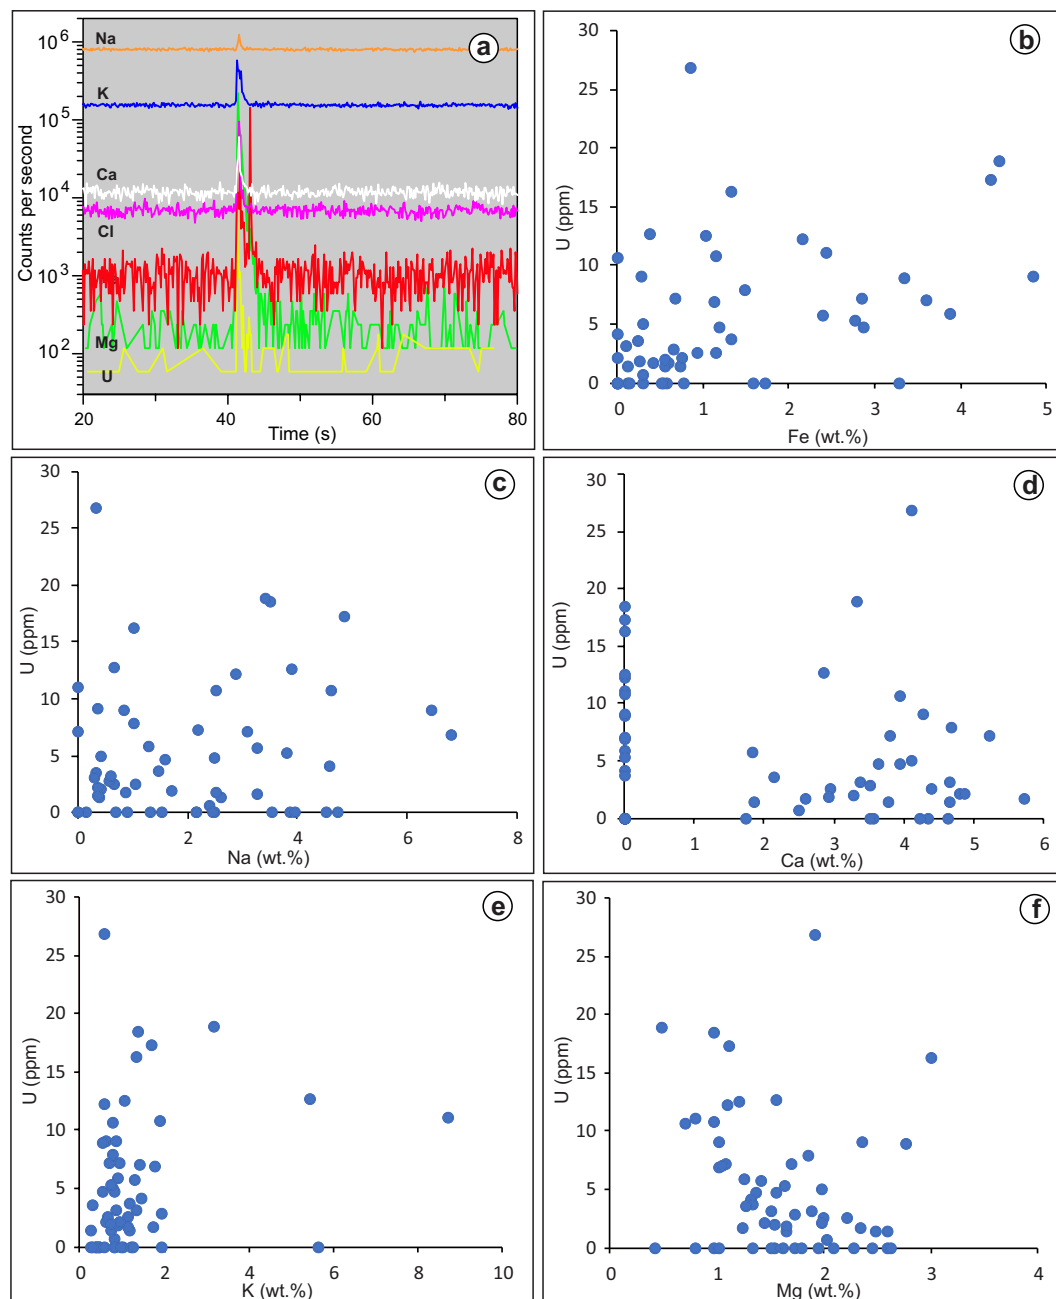 a
Counts per second
10^6
10^5
10^4
10^3
10^2
Na
K
Ca
Cl
Mg
U
20 40 60 80
Time (s)
b
U (ppm)
30
25
20
15
10
5
0
0 1 2 3 4 5
Fe (wt.%)
c
U (ppm)
30
25
20
15
10
5
0
0 2 4 6 8
Na (wt.%)
d
U (ppm)
30
25
20
15
10
5
0
0 1 2 3 4 5 6
Ca (wt.%)
e
U (ppm)
30
25
20
15
10
5
0
0 2 4 6 8 10
K (wt.%)
f
U (ppm)
30
25
20
15
10
5
0
0 1 2 3 4
Mg (wt.%)